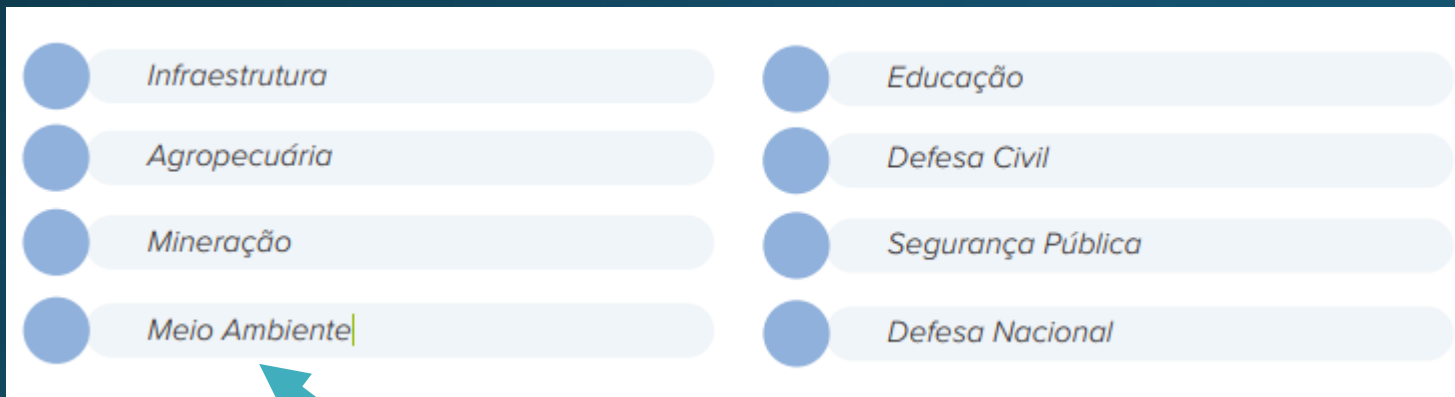 Infraestrutura
Agropecuária
Mineração
Meio Ambiente
Educação
Defesa Civil
Segurança Pública
Defesa Nacional